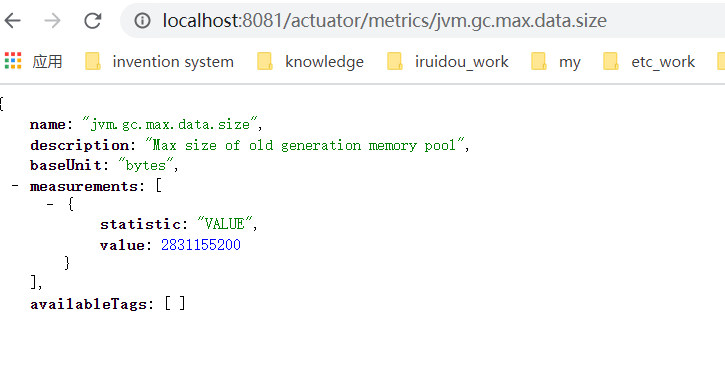 localhost:8081/actuator/metrics/jvm.gc.max.data.size
应用 invention system knowledge iruidou_work my etc_work
{
name: "jvm.gc.max.data.size",
description: "Max size of old generation memory pool",
baseUnit: "bytes",
- measurements: [
- {
statistic: "VALUE",
value: 2831155200
}
],
availableTags: [ ]